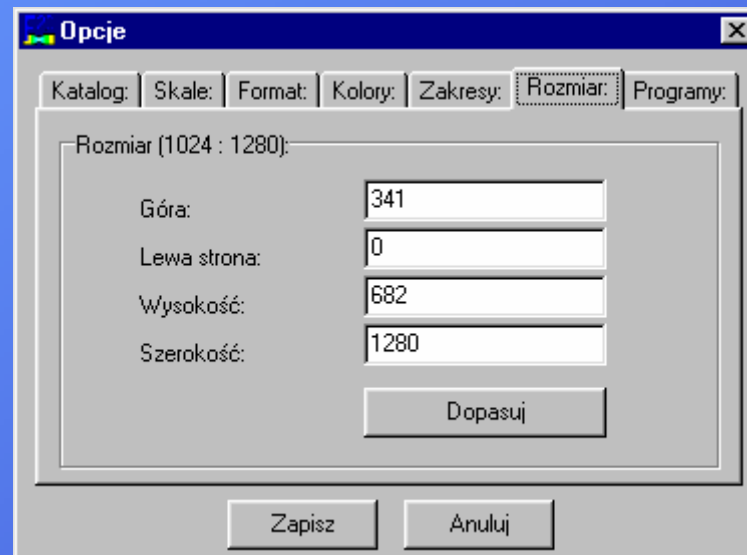 Opcje
Katalog: Skale: Format: Kolory: Zakresy: Rozmiar: Programy:
Rozmiar (1024 : 1280):
Góra: 341
Lewa strona: 0
Wysokość: 682
Szerokość: 1280
Dopasuj
Zapisz Anuluj